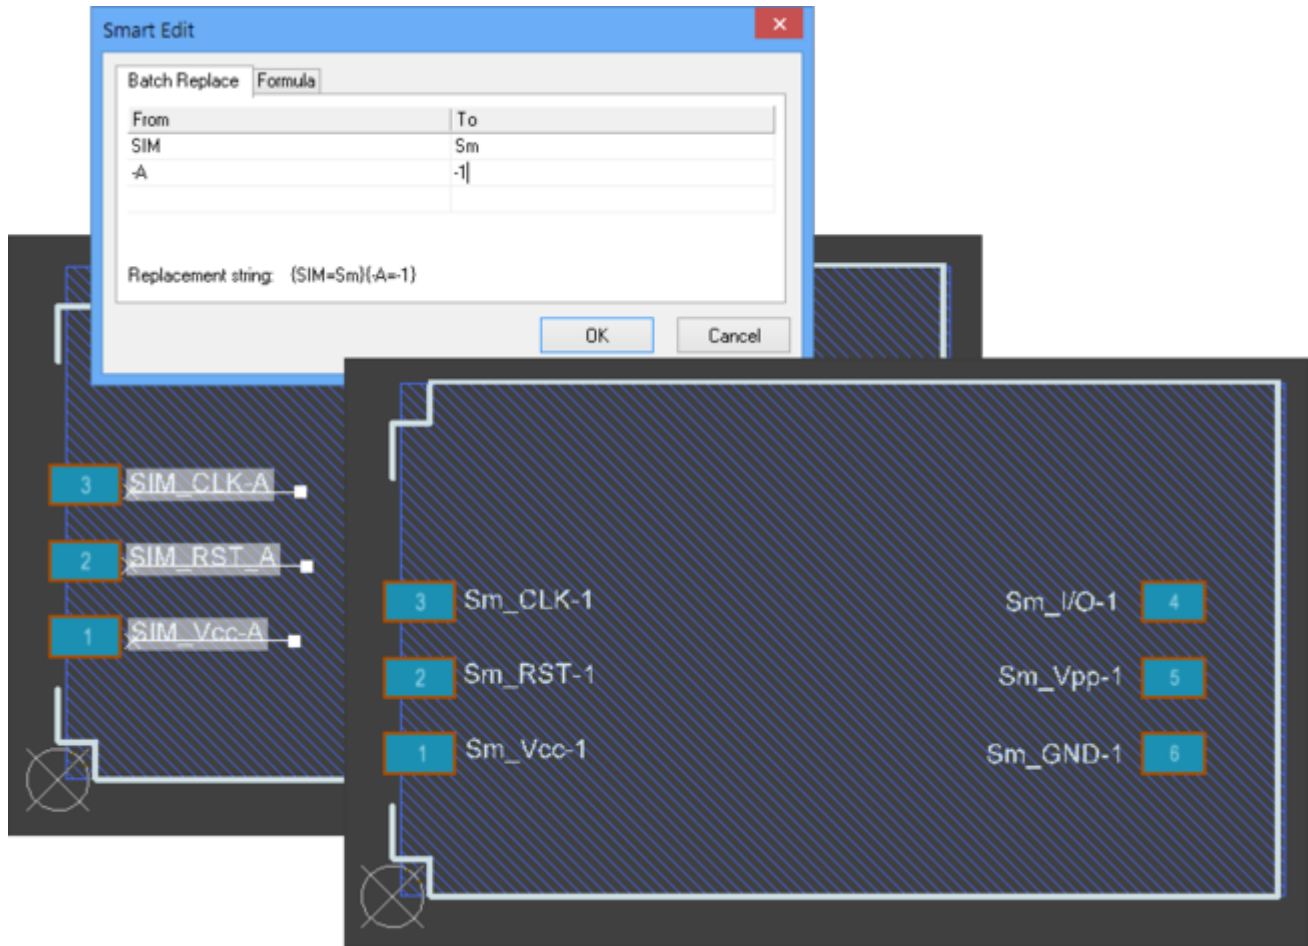 Smart Edit
Batch Replace Formula
From To
SIM Sm
-A -1
Replacement string: {SIM=Sm}{-A=-1}
OK Cancel
3 SIM_CLK-A
2 SIM_RST_A
1 SIM_Vcc-A
3 Sm_CLK-1 Sm_I/O-1 4
2 Sm_RST-1 Sm_Vpp-1 5
1 Sm_Vcc-1 Sm_GND-1 6